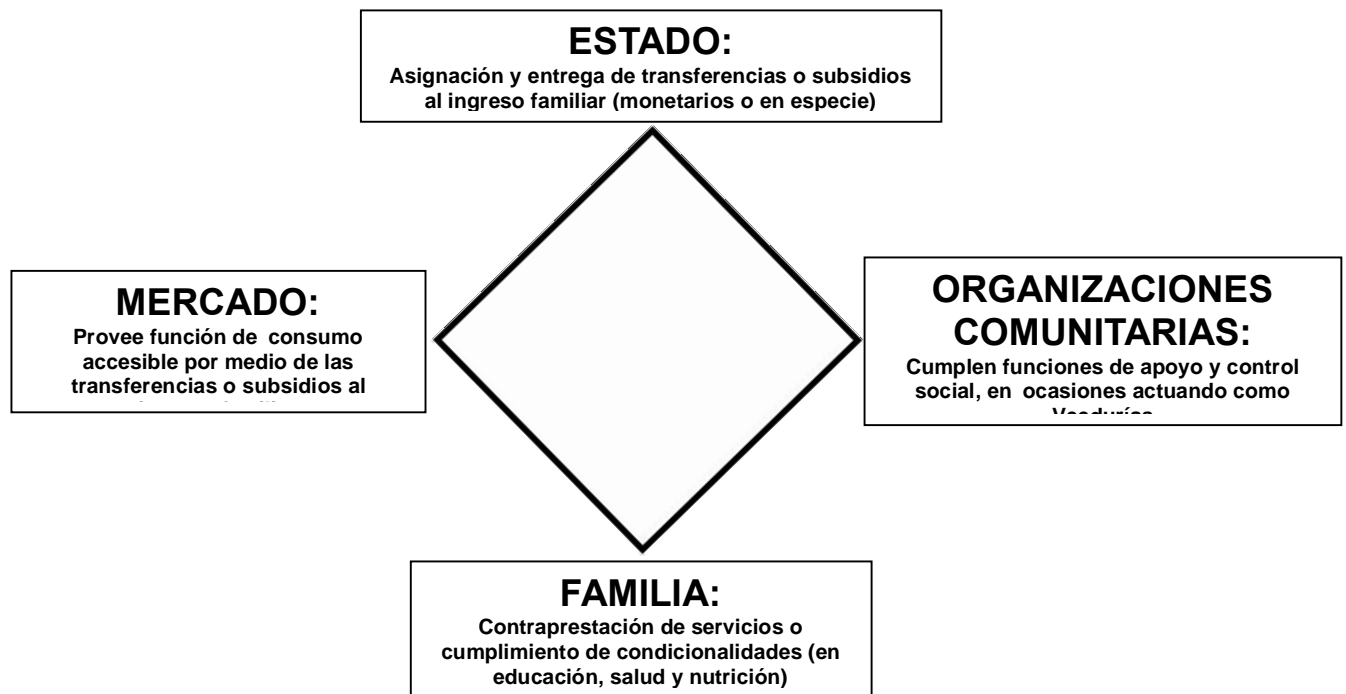 ESTADO:
Asignación y entrega de transferencias o subsidios
al ingreso familiar (monetarios o en especie)
MERCADO:
Provee función de consumo
accesible por medio de las
transferencias o subsidios al
ORGANIZACIONES
COMUNITARIAS:
Cumplen funciones de apoyo y control
social, en ocasiones actuando como
FAMILIA:
Contraprestación de servicios o
cumplimiento de condicionalidades (en
educación, salud y nutrición)